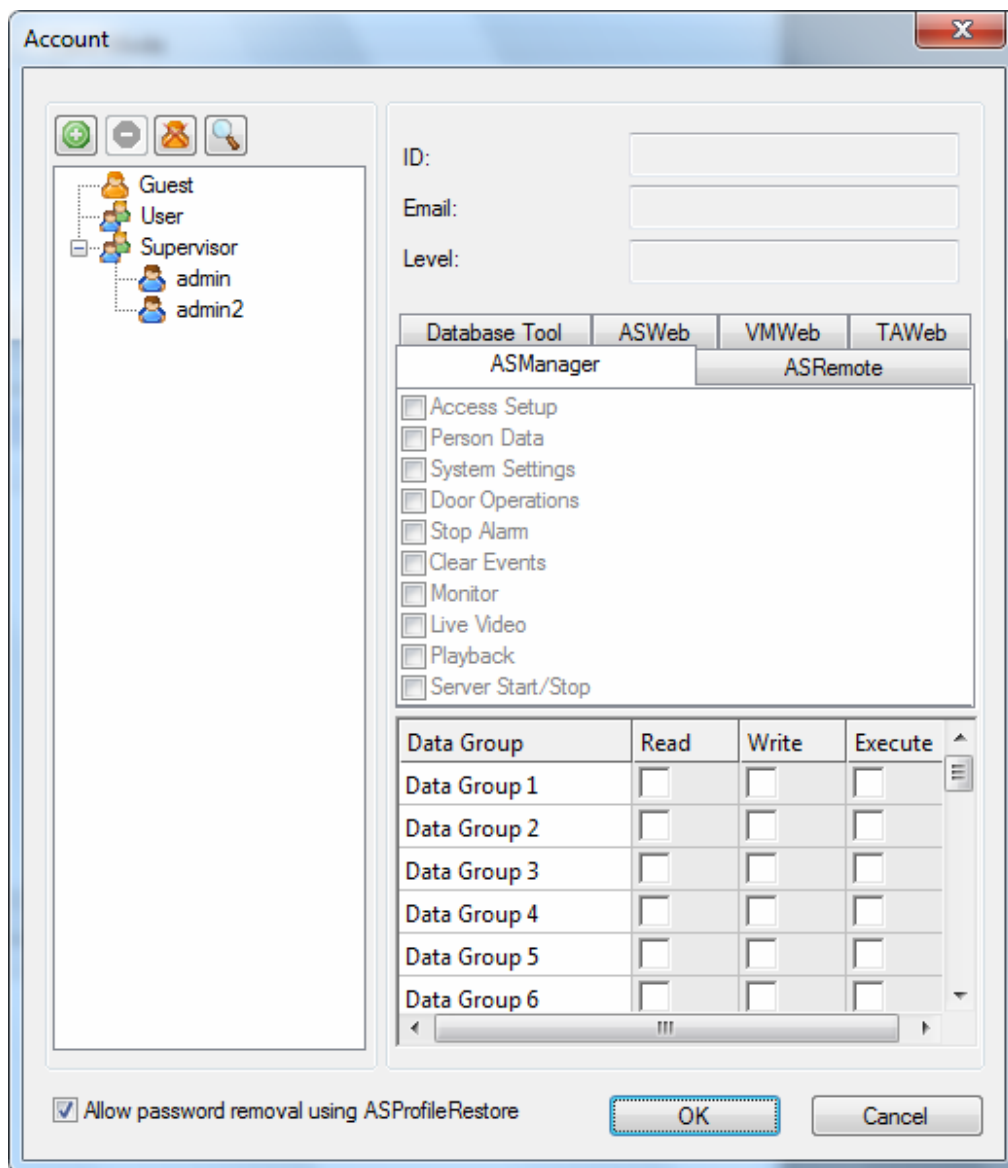 Account
Guest
User
Supervisor
admin
admin2
ID:
Email:
Level:
Database Tool ASWeb VMWeb TAWeb
ASManager ASRemote
Access Setup
Person Data
System Settings
Door Operations
Stop Alarm
Clear Events
Monitor
Live Video
Playback
Server Start/Stop
Data Group Read Write Execute
Data Group 1
Data Group 2
Data Group 3
Data Group 4
Data Group 5
Data Group 6
Allow password removal using ASProfileRestore
OK Cancel